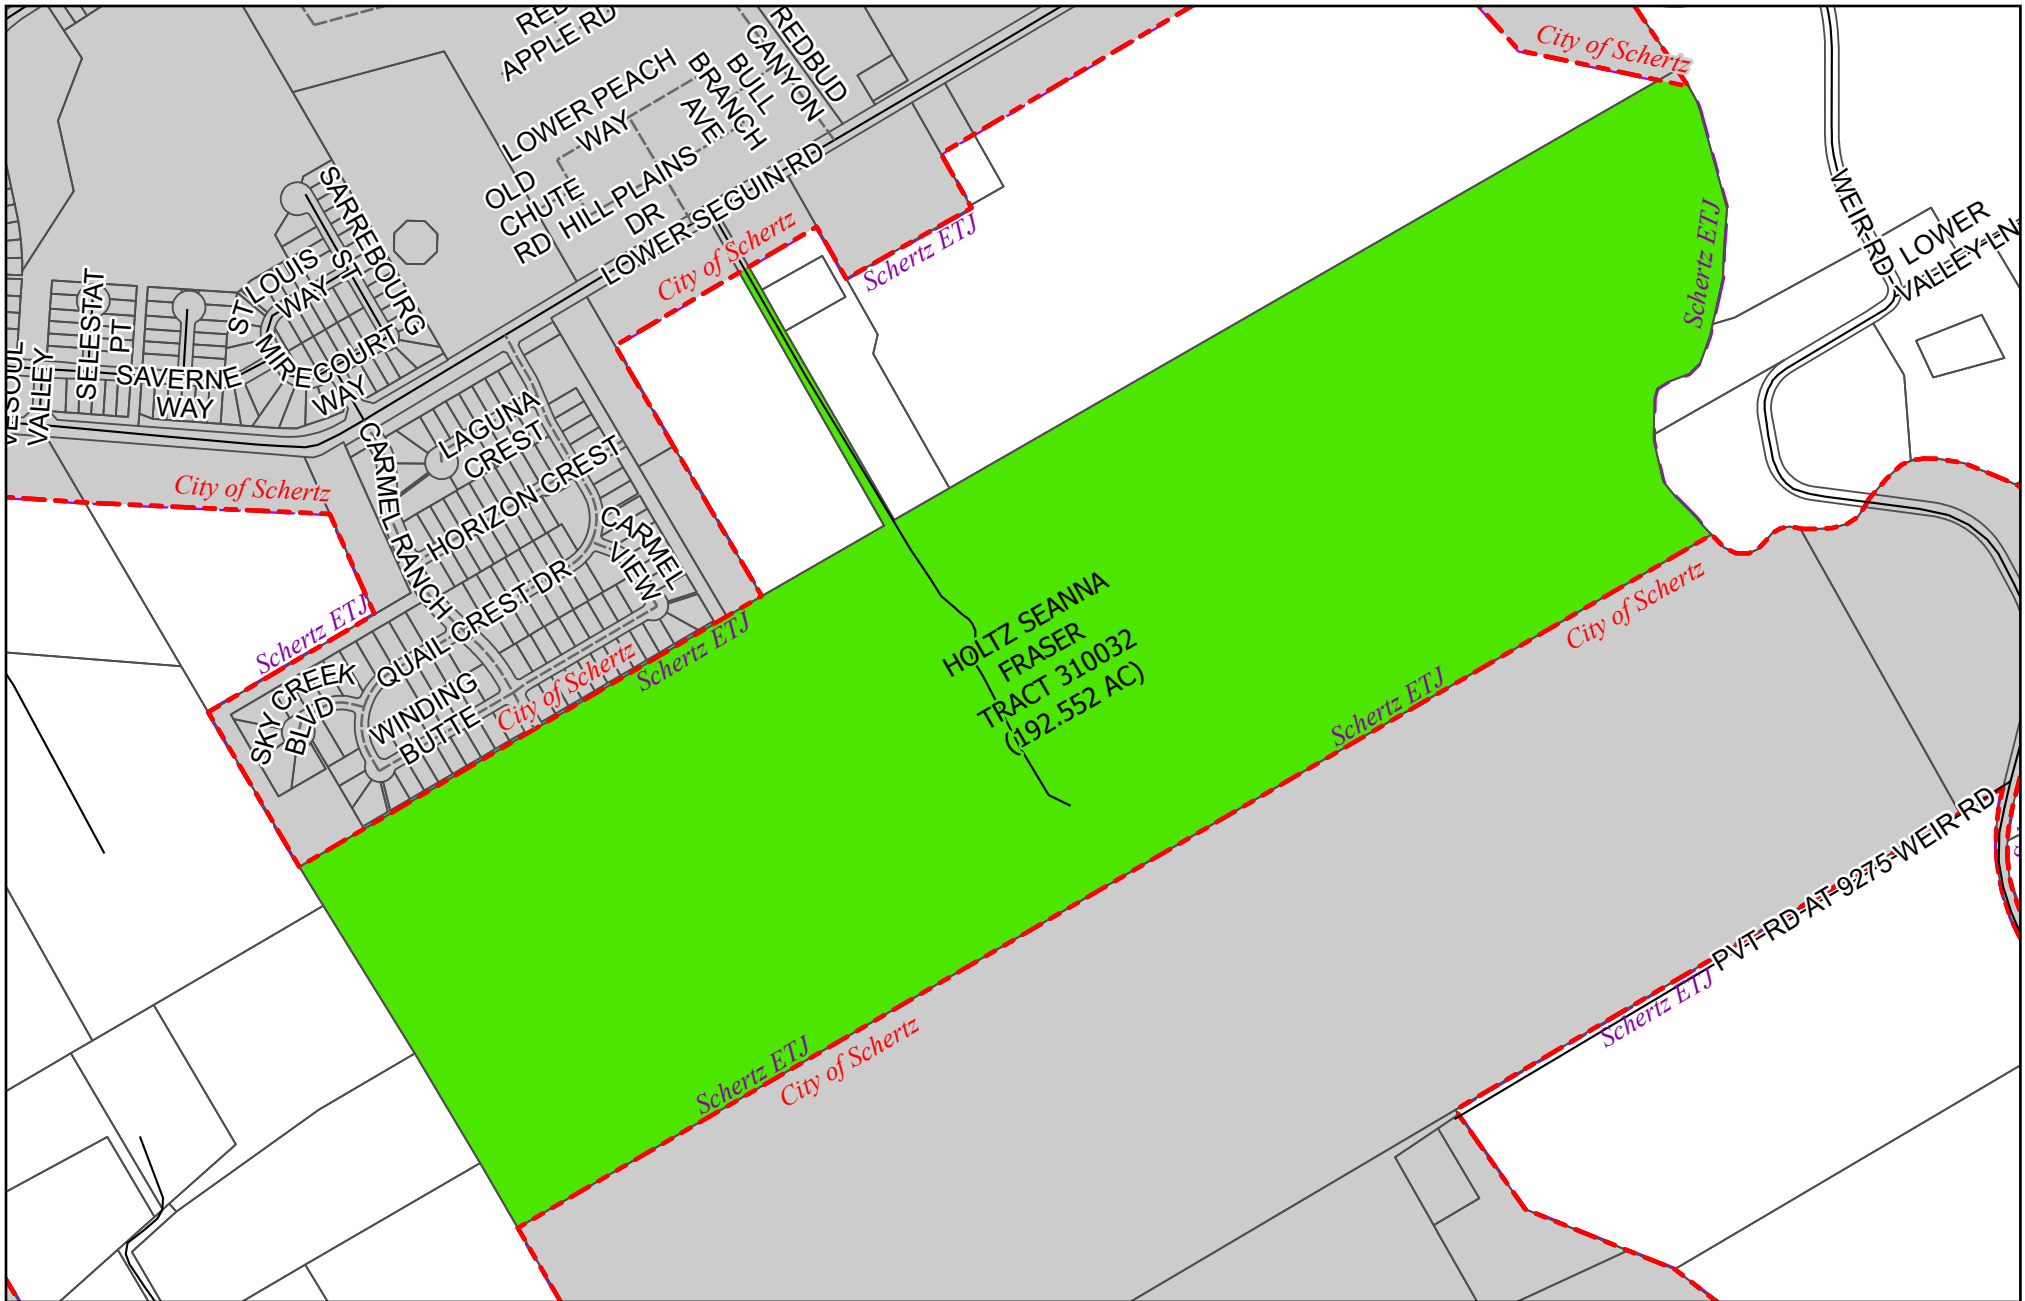 RED
APPLE RD
REDBUD
CANYON
BULL
BRANCH
AVE
LOWER PEACH
WAY
OLD
CHUTE
RD
HILL PLAINS
DR
LOWER SEGUIN RD
City of Schertz
City of Schertz
Schertz ETJ
Schertz ETJ
WEIR RD
LOWER
VALLEY LN
SARREBOURG
ST
ST LOUIS
WAY
MIRECOURT
WAY
SELESTAT
PT
SAVERNE
WAY
VESOUL
VALLEY
City of Schertz
CARMEL RANCH
LAGUNA
CREST
HORIZON CREST
CARMEL
VIEW
QUAIL CREST DR
Schertz ETJ
SKY CREEK
BLVD
WINDING
BUTTE
City of Schertz
Schertz ETJ
HOLTZ SEANNA
FRASER
TRACT 310032
(192.552 AC)
City of Schertz
Schertz ETJ
PVT RD AT 9275 WEIR RD
Schertz ETJ
Schertz ETJ
City of Schertz